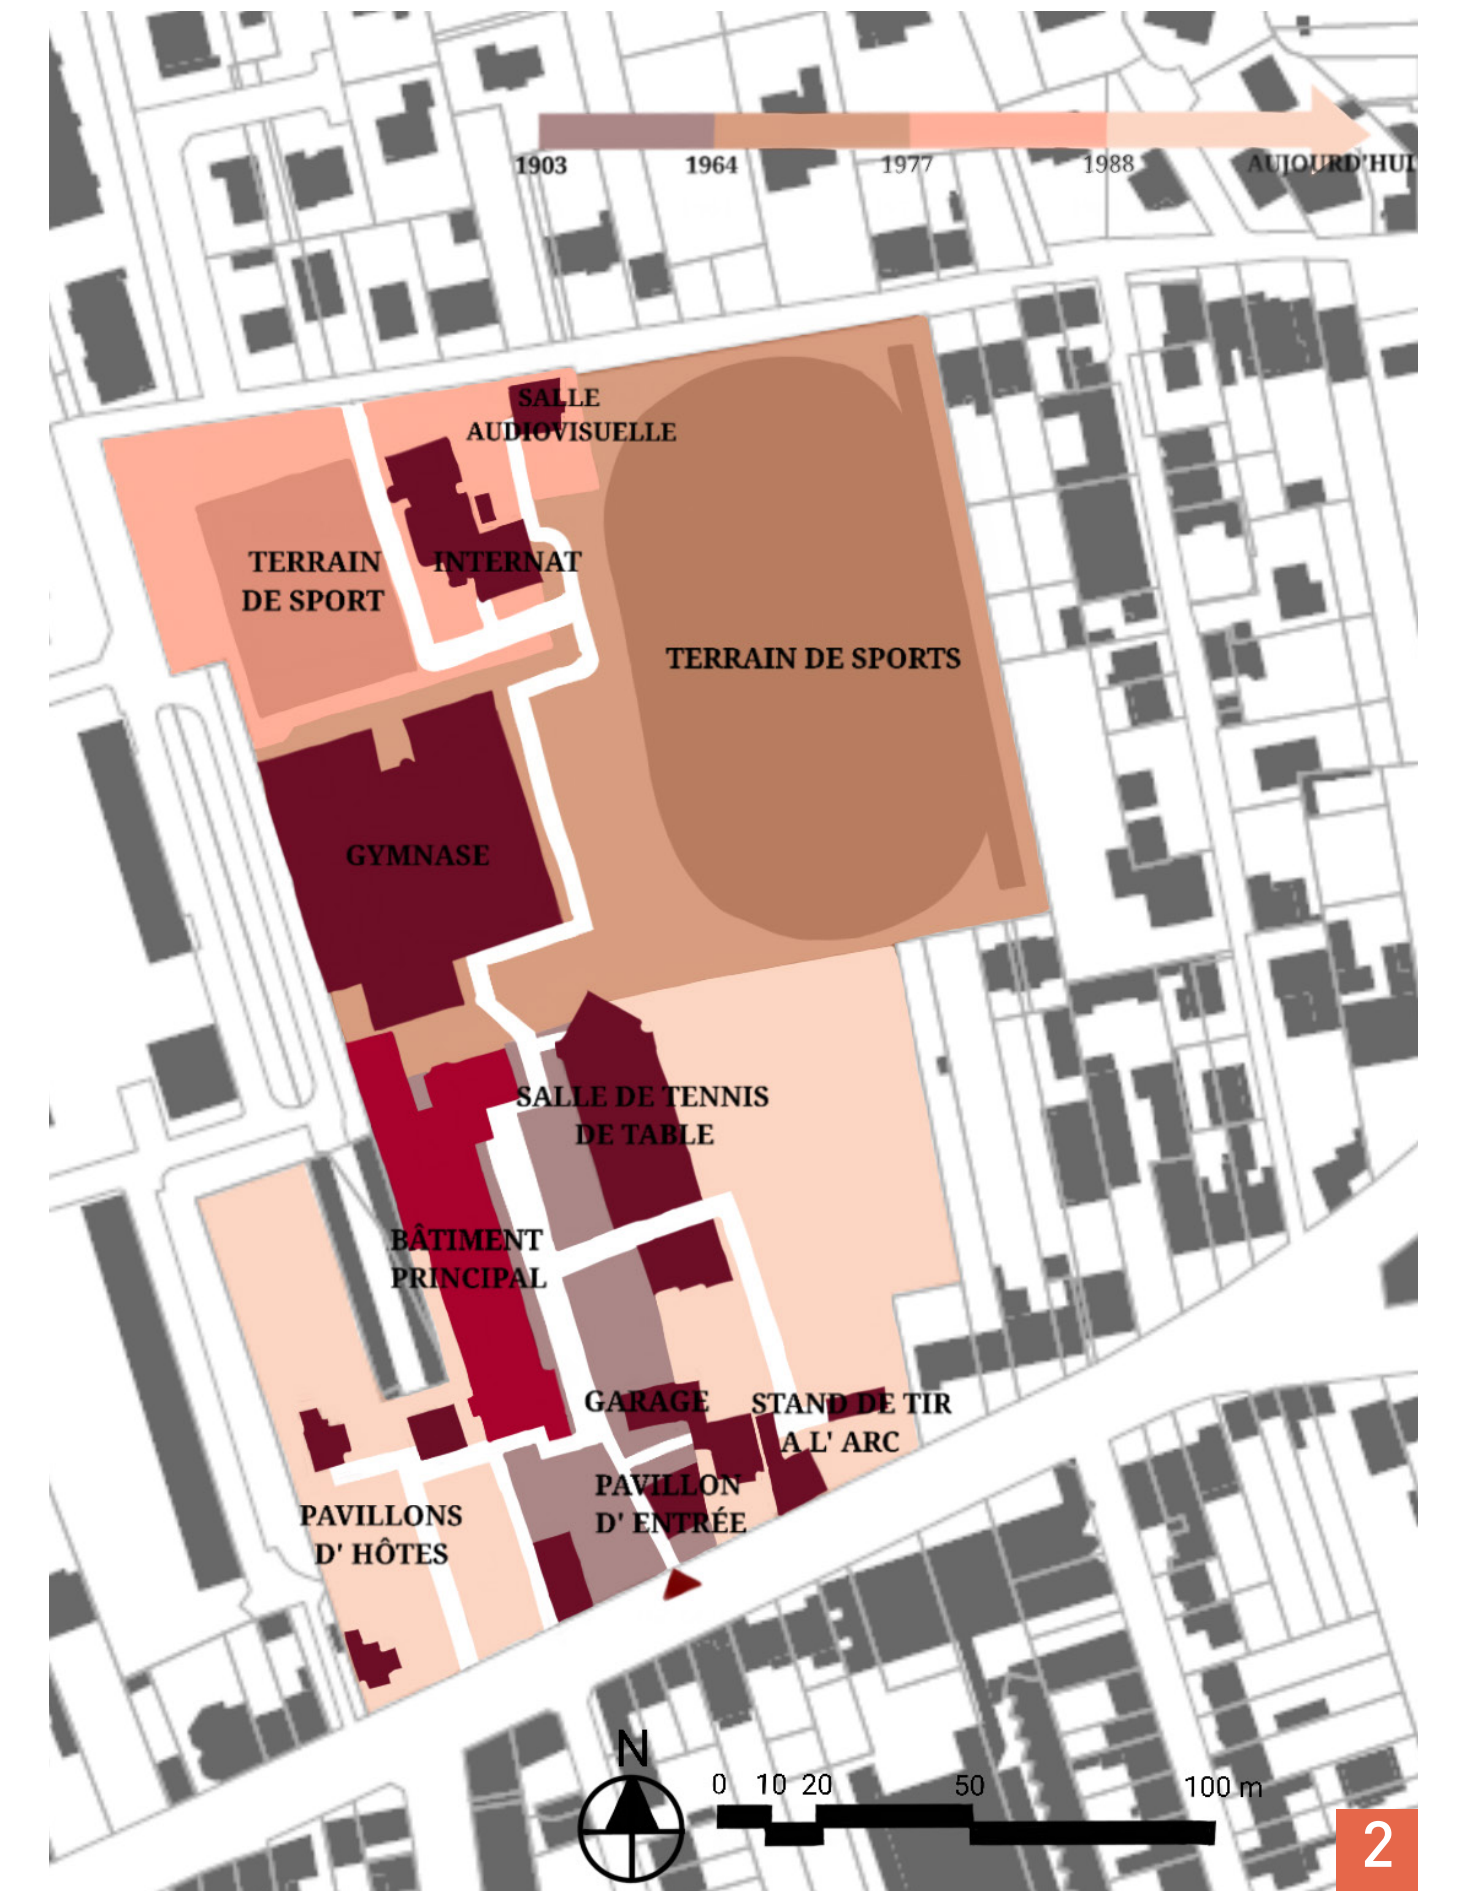 1903 1964 1977 1988 AUJOURD'HUI
SALLE
AUDIOVISUELLE
TERRAIN
DE SPORT
INTERNAT
TERRAIN DE SPORTS
GYMNASE
SALLE DE TENNIS
DE TABLE
BÂTIMENT
PRINCIPAL
GARAGE
STAND DE TIR
A L' ARC
PAVILLON
D' ENTRÉE
PAVILLONS
D' HÔTES
N
0 10 20 50 100 m
2